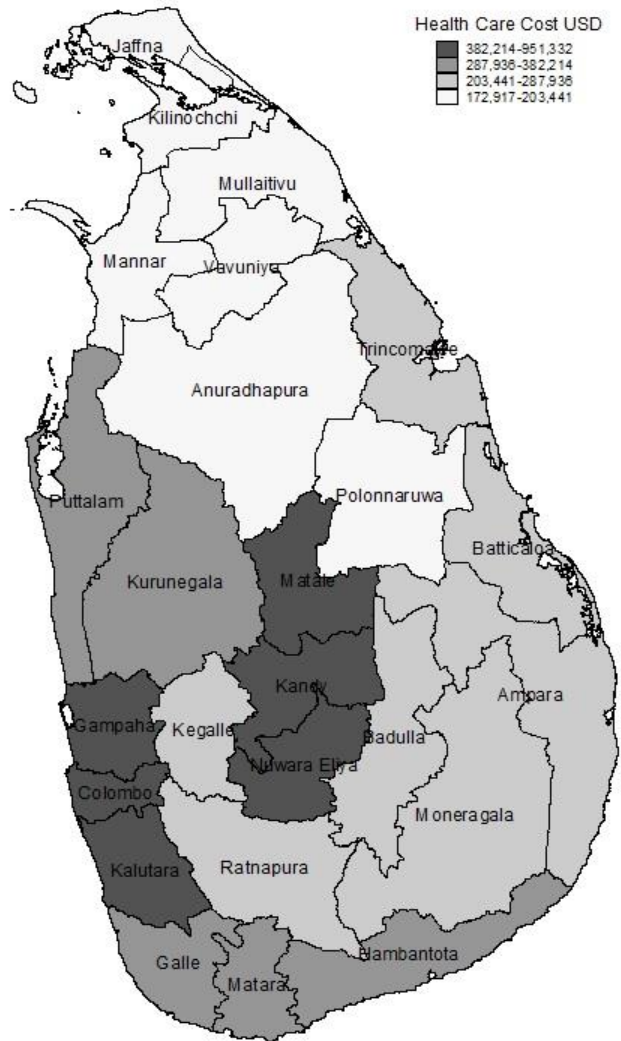 Health Care Cost USD
382,214-951,332
287,936-382,214
203,441-287,936
172,917-203,441
Jaffna
Kilinochchi
Mullaitivu
Mannar
Vavuniya
Trincomalee
Anuradhapura
Polonnaruwa
Puttalam
Batticaloa
Kurunegala
Matale
Kandy
Ampara
Gampaha
Kegalle
Badulla
Nuwara Eliya
Colombo
Moneragala
Kalutara
Ratnapura
Hambantota
Galle
Matara